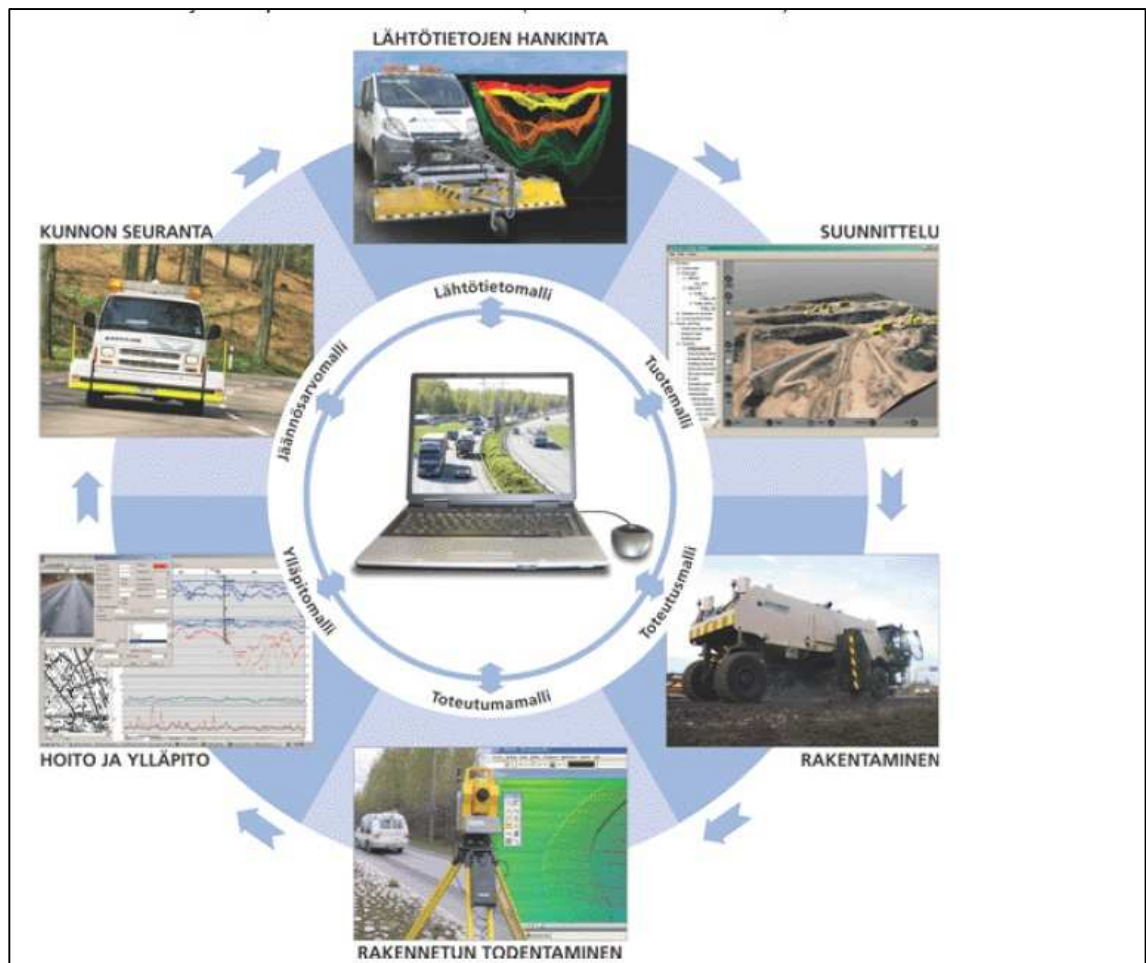 LÄHTÖTIETOJEN HANKINTA
KUNNON SEURANTA
SUUNNITTELU
Lähtötietomalli
Jäännösarvomalli
Tuotemalli
Ylläpitomalli
Toteutusmalli
Toteutumamalli
HOITO JA YLLÄPITO
RAKENTAMINEN
RAKENNETUN TODENTAMINEN